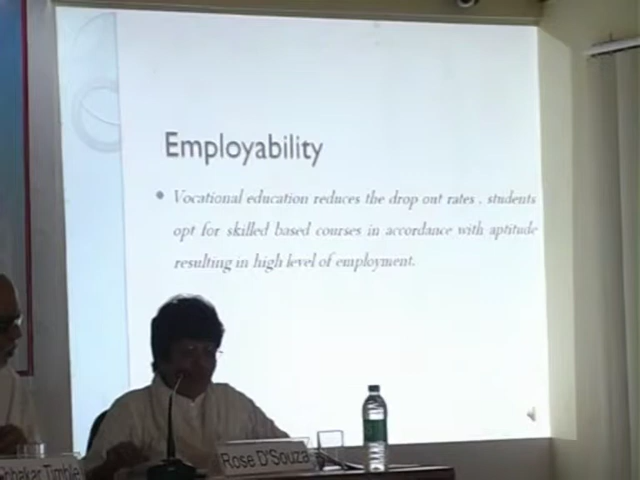 Employability
• Vocational education reduces the drop out rates , students
opt for skilled based courses in accordance with aptitude
resulting in high level of employment.
Rose D'Souza
Timble